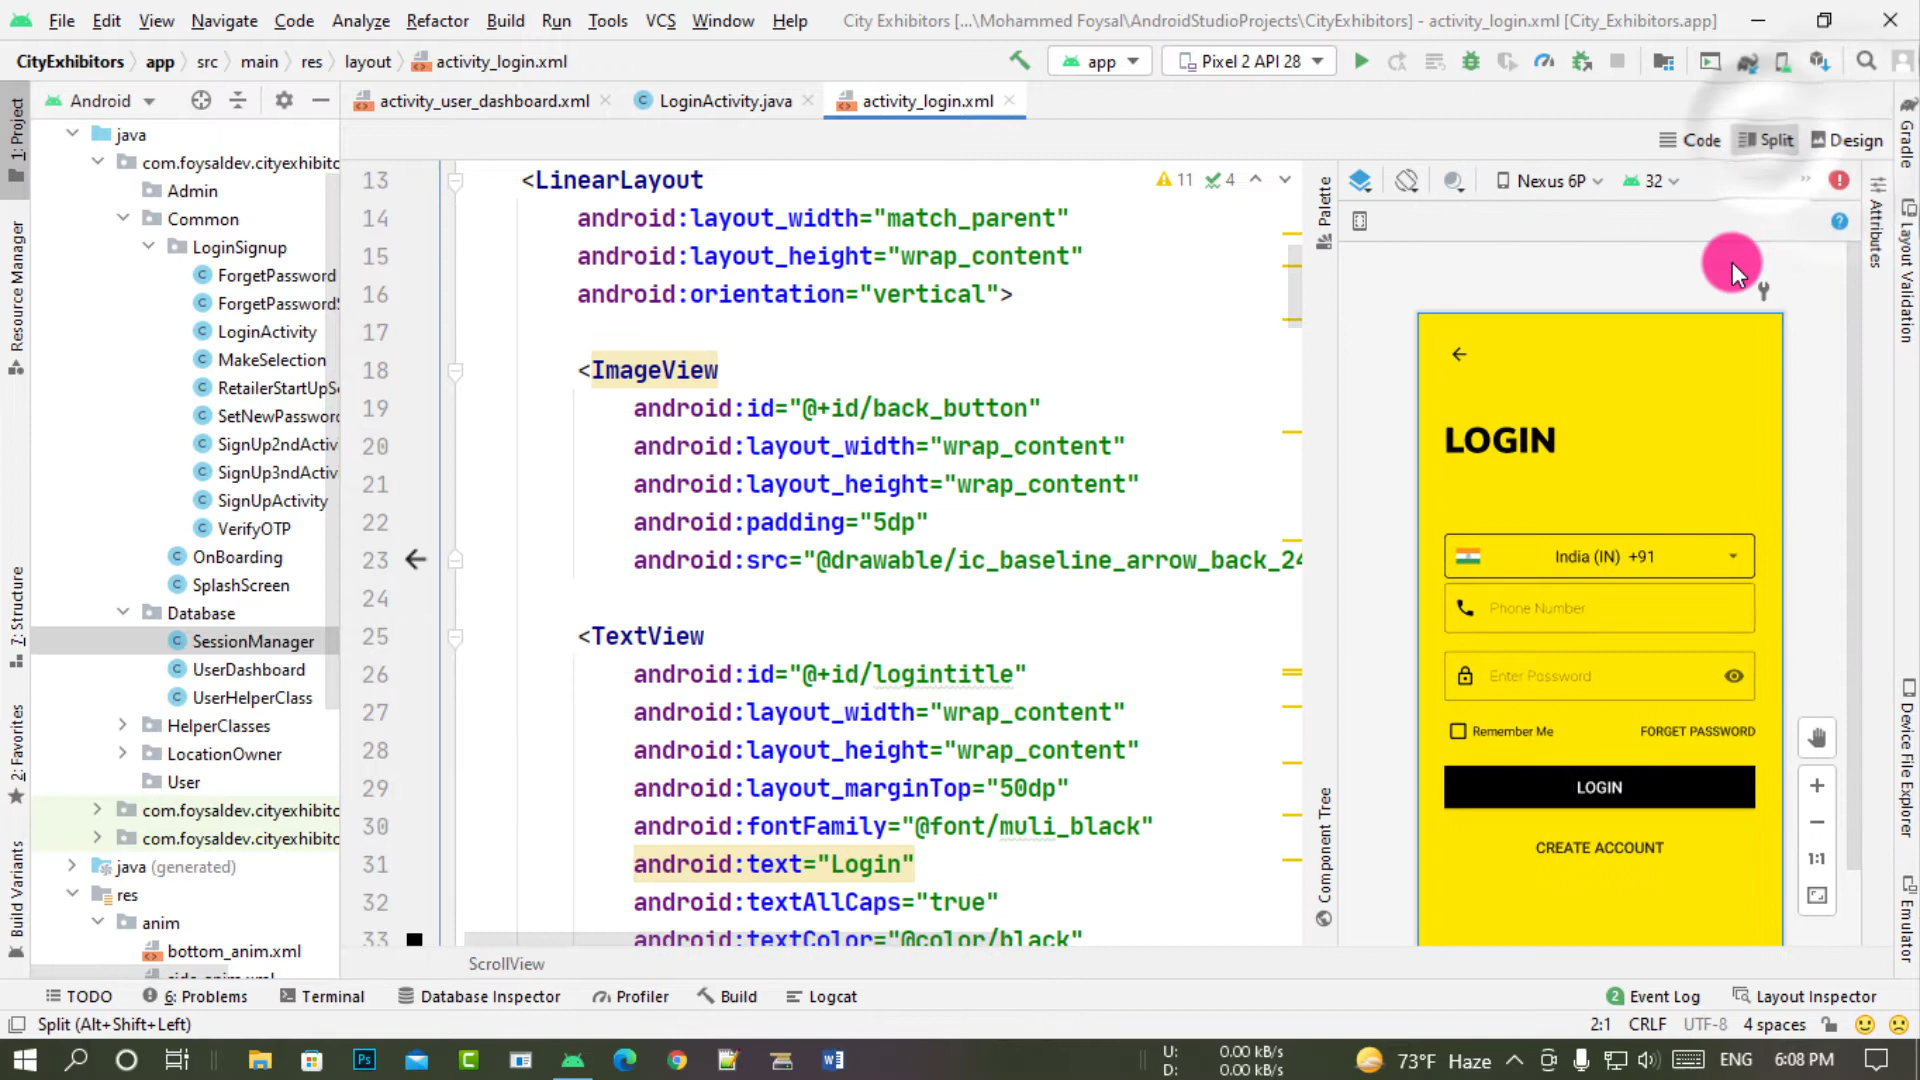 File Edit View Navigate Code Analyze Refactor Build Run Tools VCS Window Help City Exhibitors [...\Mohammed Foysal\AndroidStudioProjects\CityExhibitors] - activity_login.xml [City_Exhibitors.app]
CityExhibitors app src main res layout activity_login.xml app Pixel 2 API 28
Android activity_user_dashboard.xml LoginActivity.java activity_login.xml
Code Split Design
1: Project
Resource Manager
Z: Structure
2: Favorites
Build Variants
java
com.foysaldev.cityexhibito
Admin
Common
LoginSignup
ForgetPassword
ForgetPassword
LoginActivity
MakeSelection
RetailerStartUpS
SetNewPassword
SignUp2ndActiv
SignUp3ndActiv
SignUpActivity
VerifyOTP
OnBoarding
SplashScreen
Database
SessionManager
UserDashboard
UserHelperClass
HelperClasses
LocationOwner
User
com.foysaldev.cityexhibito
com.foysaldev.cityexhibito
java (generated)
res
anim
bottom_anim.xml
side_anim.xml
13 <LinearLayout
14 android:layout_width="match_parent"
15 android:layout_height="wrap_content"
16 android:orientation="vertical">
17
18 <ImageView
19 android:id="@+id/back_button"
20 android:layout_width="wrap_content"
21 android:layout_height="wrap_content"
22 android:padding="5dp"
23 android:src="@drawable/ic_baseline_arrow_back_24
24
25 <TextView
26 android:id="@+id/logintitle"
27 android:layout_width="wrap_content"
28 android:layout_height="wrap_content"
29 android:layout_marginTop="50dp"
30 android:fontFamily="@font/muli_black"
31 android:text="Login"
32 android:textAllCaps="true"
33 android:textColor="@color/black"
11 4
ScrollView
Palette
Component Tree
Nexus 6P 32
LOGIN
India (IN) +91
Phone Number
Enter Password
Remember Me FORGET PASSWORD
LOGIN
CREATE ACCOUNT
1:1
Attributes
Gradle
Layout Validation
Device File Explorer
Emulator
TODO 6: Problems Terminal Database Inspector Profiler Build Logcat 2 Event Log Layout Inspector
Split (Alt+Shift+Left) 2:1 CRLF UTF-8 4 spaces
U: 0.00 kB/s
D: 0.00 kB/s
73°F Haze ENG 6:08 PM